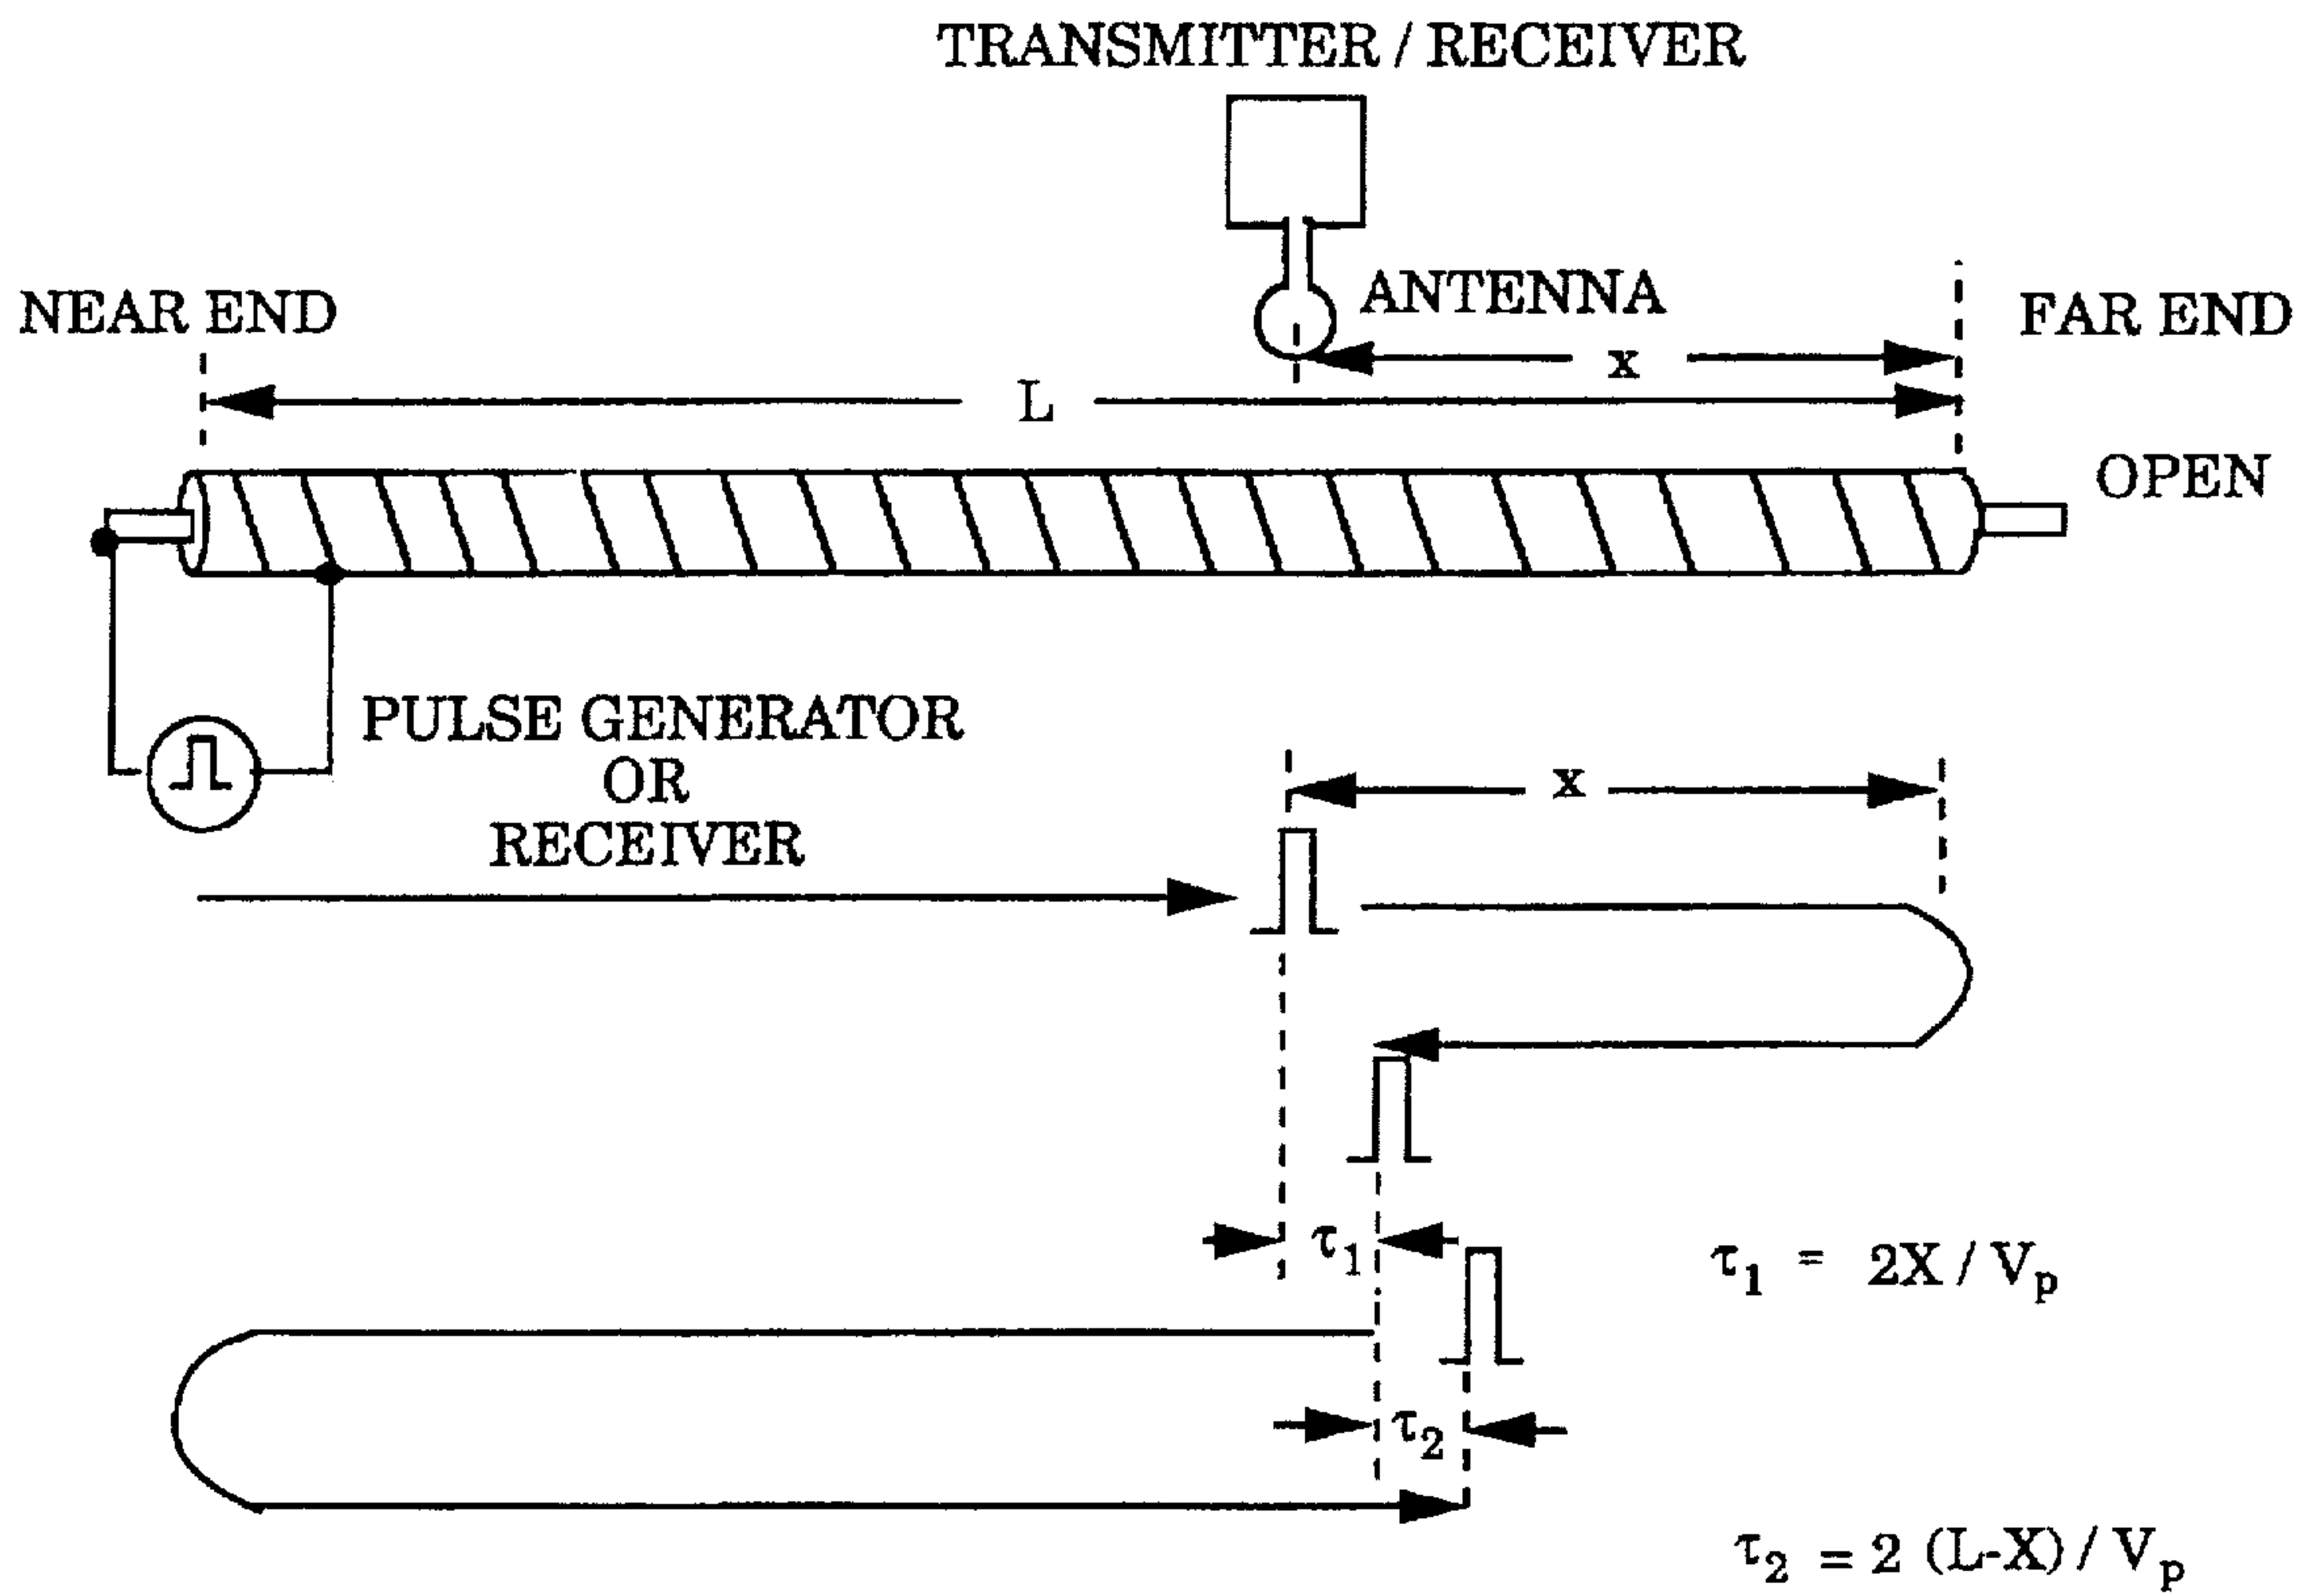 TRANSMITTER / RECEIVER
NEAR END
ANTENNA
FAR END
x
L
OPEN
PULSE GENERATOR
OR
RECEIVER
x
τ1
τ1 = 2X / Vp
τ2
τ2 = 2 (L-X) / Vp